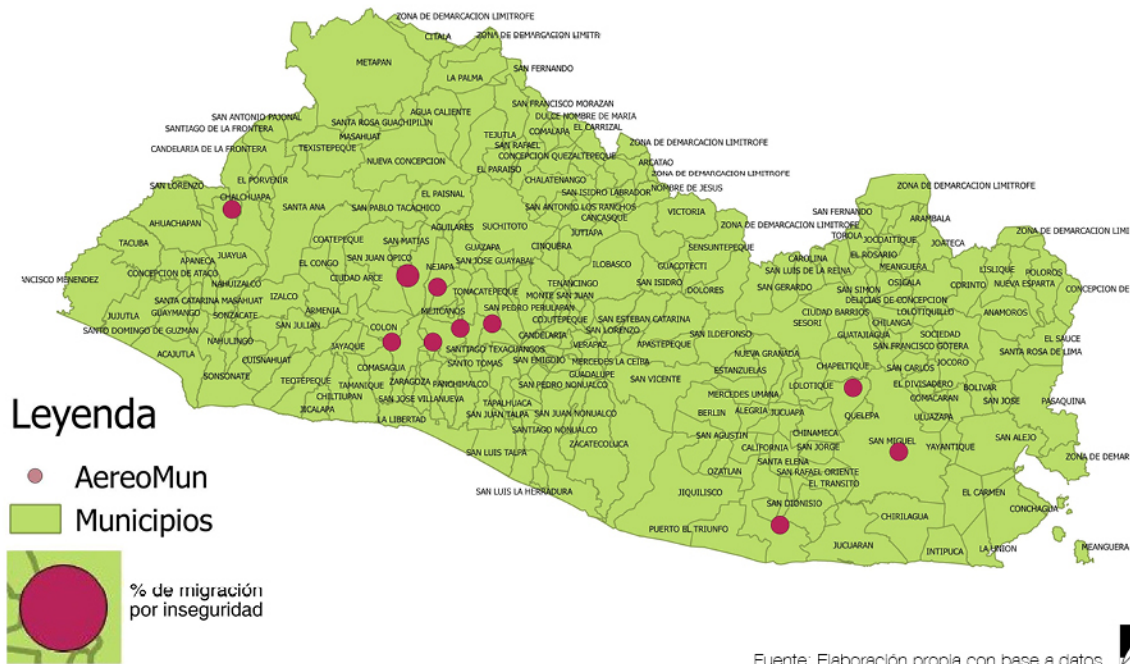 ZONA DE DEMARCACION LIMITROFE
CITALA
ZONA DE DEMARCACION LIMITR
METAPAN
SAN FERNANDO
LA PALMA
SAN FRANCISCO MORAZAN
AGUA CALIENTE
DULCE NOMBRE DE MARIA
SAN ANTONIO PAJONAL
SANTA ROSA GUACHIPILIN
EL CARRIZAL
SANTIAGO DE LA FRONTERA
COMALAPA
MASAHUAT
TEJUTLA
ZONA DE DEMARCACION LIMITROFE
CANDELARIA DE LA FRONTERA
TEXISTEPEQUE
SAN RAFAEL
CONCEPCION QUEZALTEPEQUE
NUEVA CONCEPCION
ARCATAO
EL PARAISO
ZONA DE DEMARCACION LIMITROFE
EL PORVENIR
CHALATENANGO
SAN LORENZO
NOMBRE DE JESUS
ZONA DE DEMARCACION LIMITROFE
EL PAISNAL
SAN ISIDRO LABRADOR
CHALCHUAPA
SANTA ANA
SAN PABLO TACACHICO
SAN ANTONIO LOS RANCHOS
VICTORIA
SAN FERNANDO
CANCASQUE
ARAMBALA
AHUACHAPAN
AGUILARES
SUCHITOTO
ZONA DE DEMARCACION LIMITROFE
ZONA DE DEMARCACION LIMI
JUTIAPA
TOROLA
COATEPEQUE
SAN MATIAS
JOCOAITIQUE
JOATECA
TACUBA
GUAZAPA
CINQUERA
SENSUNTEPEQUE
JUAYUA
SAN JUAN OPICO
EL ROSARIO
APANECA
SAN JOSE GUAYABAL
CAROLINA
EL CONGO
NEJAPA
ILOBASCO
GUACOTECTI
MEANGUERA
CONCEPCION DE ATACO
SAN LUIS DE LA REINA
LISLIQUE
POLOROS
NCISCO MENENDEZ
CIUDAD ARCE
NAHUIZALCO
TENANCINGO
SAN ISIDRO
OSICALA
CORINTO
NUEVA ESPARTA
SAN GERARDO
SAN SIMON
DOLORES
TONACATEPEQUE
CONCEPCION DE
IZALCO
MONTE SAN JUAN
SANTA CATARINA MASAHUAT
DELICIAS DE CONCEPCION
SAN PEDRO PERULAPAN
ARMENIA
MEJICANOS
CIUDAD BARRIOS
LOLOTIQUILLO
GUAYMANGO
ANAMOROS
JUJUTLA
SONZACATE
COJUTEPEQUE
SAN ESTEBAN CATARINA
SESORI
CHILANGA
SAN JULIAN
COLON
SANTO DOMINGO DE GUZMAN
SAN LORENZO
SAN ILDEFONSO
GUATAJIAGUA
SOCIEDAD
CANDELARIA
EL SAUCE
NAHULINGO
JAYAQUE
VERAPAZ
APASTEPEQUE
SAN FRANCISCO GOTERA
ACAJUTLA
SANTIAGO TEXACUANGOS
NUEVA GRANADA
SANTA ROSA DE LIMA
CUISNAHUAT
SANTO TOMAS
SAN EMIGDIO
MERCEDES LA CEIBA
JOCORO
COMASAGUA
CHAPELTIQUE
SAN CARLOS
SONSONATE
GUADALUPE
ESTANZUELAS
TEOTEPEQUE
SAN VICENTE
TAMANIQUE
ZARAGOZA
PANCHIMALCO
SAN PEDRO NONUALCO
LOLOTIQUE
EL DIVISADERO
BOLIVAR
CHILTIUPAN
SAN JOSE VILLANUEVA
MERCEDES UMANA
COMACARAN
SAN JOSE
PASAQUINA
JICALAPA
TAPALHUACA
BERLIN
ALEGRIA
JUCUAPA
QUELEPA
ULUAZAPA
LA LIBERTAD
SAN JUAN TALPA
SAN JUAN NONUALCO
SANTIAGO NONUALCO
CHINAMECA
SAN AGUSTIN
SAN MIGUEL
SAN ALEJO
ZACATECOLUCA
CALIFORNIA
SAN JORGE
YAYANTIQUE
SAN LUIS TALPA
SANTA ELENA
ZONA DE DEMAR
OZATLAN
SAN RAFAEL ORIENTE
EL TRANSITO
SAN LUIS LA HERRADURA
JIQUILISCO
EL CARMEN
SAN DIONISIO
CONCHAGUA
CHIRILAGUA
PUERTO EL TRIUNFO
JUCUARAN
INTIPUCA
LA UNION
MEANGUERA
Leyenda
AereoMun
Municipios
% de migración
por inseguridad
Fuente: Elaboración propia con base a datos